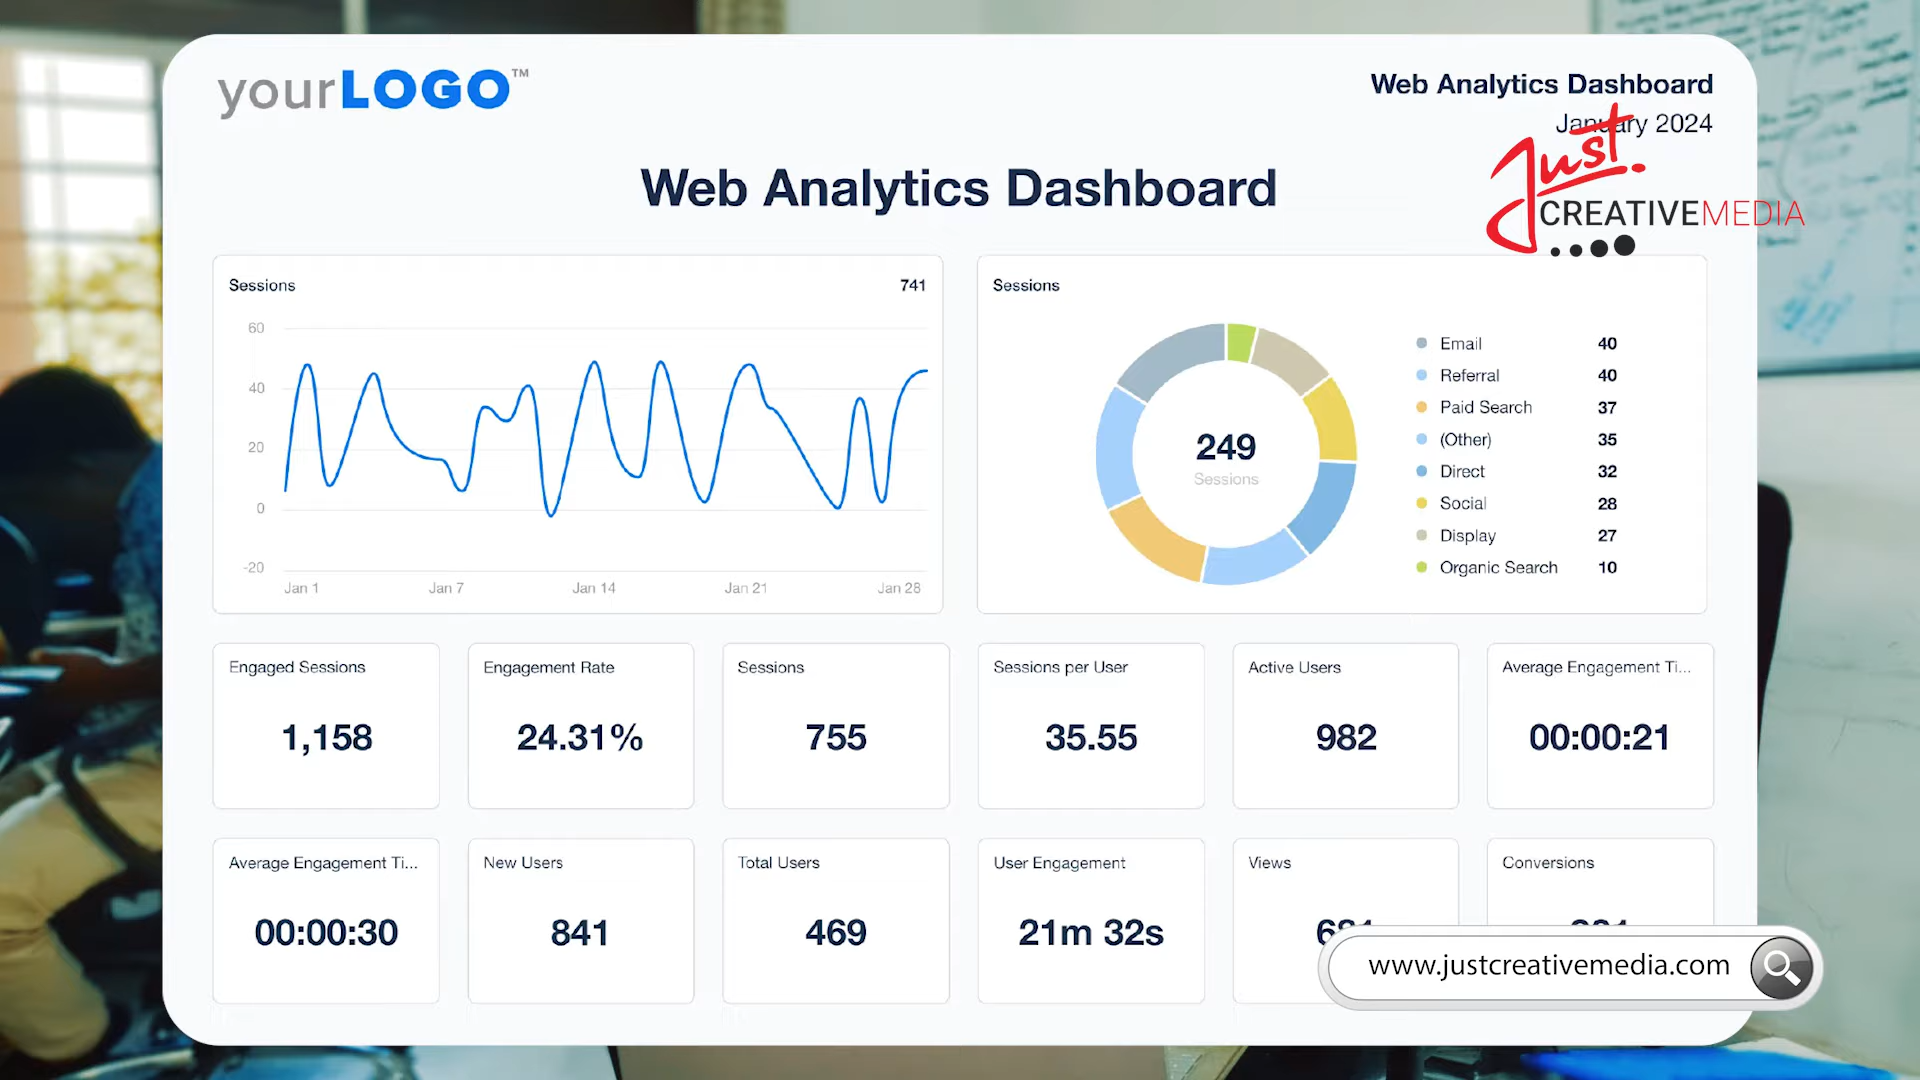 yourLOGO™
Web Analytics Dashboard
January 2024
Just.
CREATIVEMEDIA
Web Analytics Dashboard
Sessions 741
60
40
20
0
-20
Jan 1 Jan 7 Jan 14 Jan 21 Jan 28
Sessions
249
Sessions
Email 40
Referral 40
Paid Search 37
(Other) 35
Direct 32
Social 28
Display 27
Organic Search 10
Engaged Sessions
1,158
Engagement Rate
24.31%
Sessions
755
Sessions per User
35.55
Active Users
982
Average Engagement Ti...
00:00:21
Average Engagement Ti...
00:00:30
New Users
841
Total Users
469
User Engagement
21m 32s
Views
Conversions
www.justcreativemedia.com